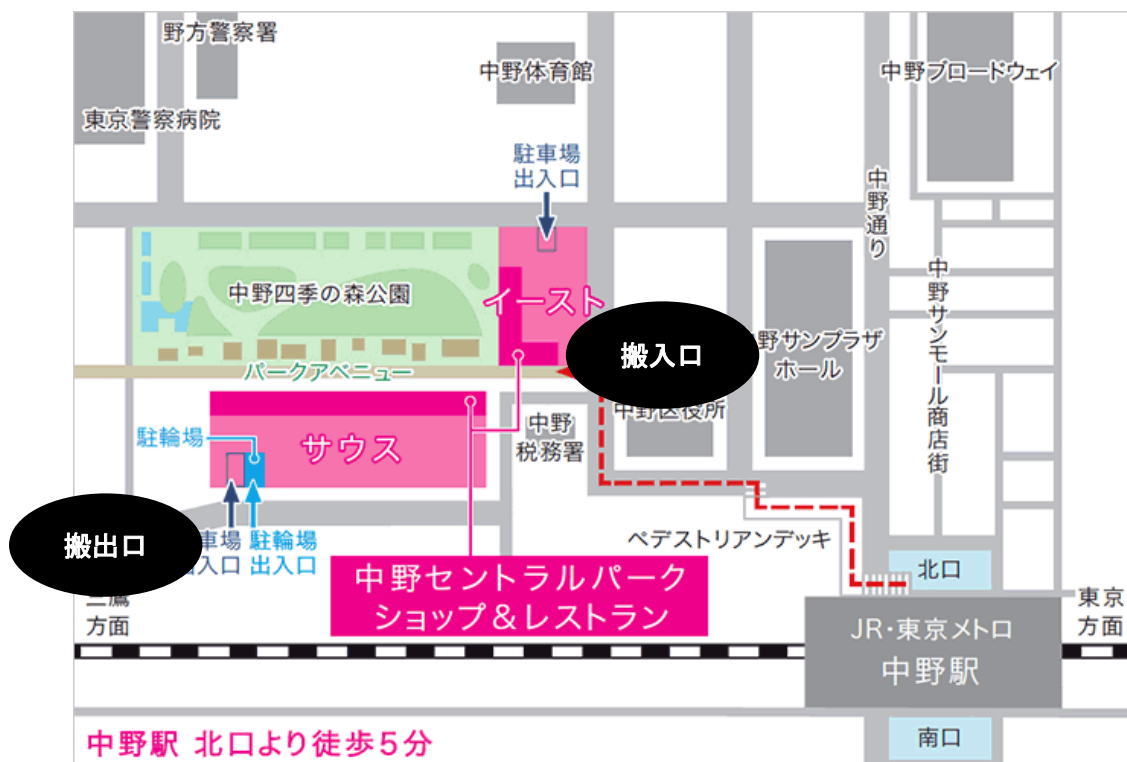 野方警察署
中野体育館
中野ブロードウェイ
東京警察病院
駐車場
出入口
中野通り
中野四季の森公園
イースト
搬入口
野サンプラザ
ホール
中野サンモール商店街
パークアベニュー
中野区役所
中野
税務署
駐輪場
サウス
搬出口
車場
出入口
駐輪場
出入口
ペデストリアンデッキ
中野セントラルパーク
ショップ&レストラン
北口
三鷹
方面
東京
方面
JR・東京メトロ
中野駅
中野駅 北口より徒歩5分
南口